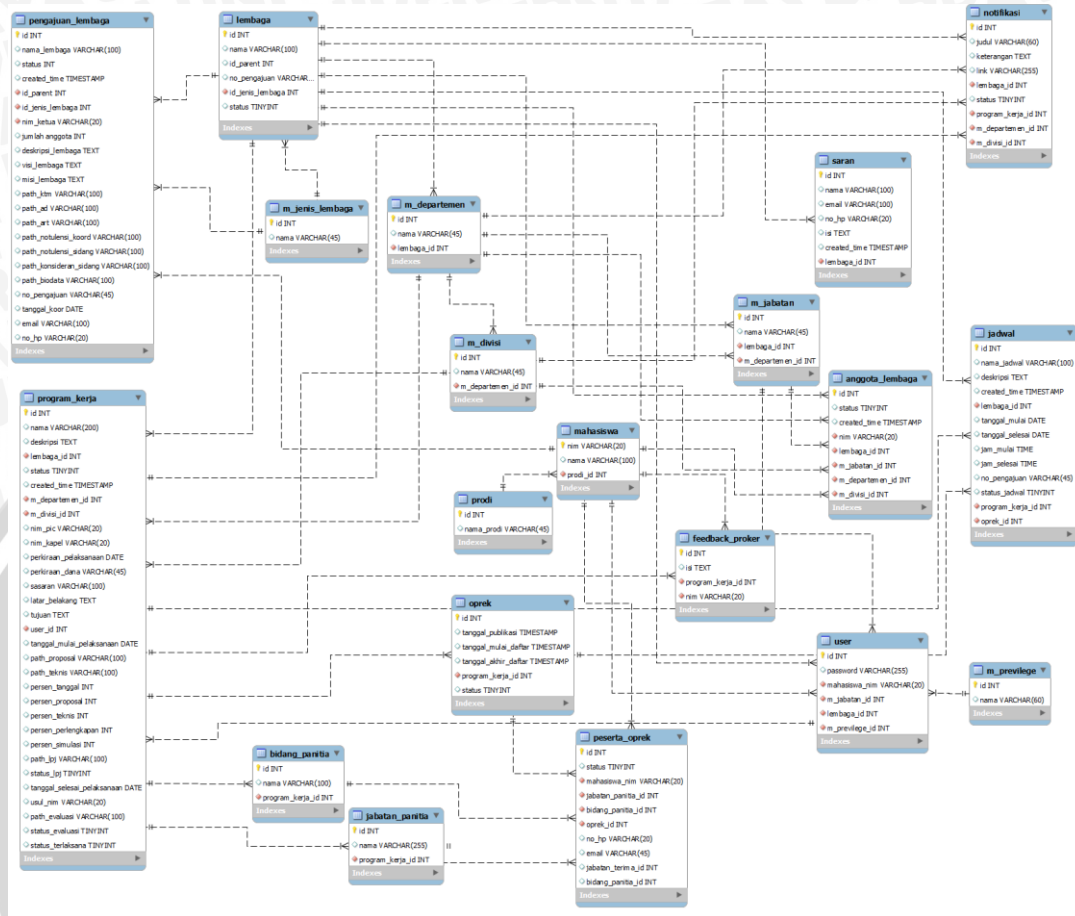 pengajuan_lembaga
id INT
nama_lembaga VARCHAR(100)
status INT
created_time TIMESTAMP
id_parent INT
id_jenis_lembaga INT
nim_ketua VARCHAR(20)
jumlah anggota INT
deskripsi_lembaga TEXT
visi_lembaga TEXT
misi_lembaga TEXT
path_ktm VARCHAR(100)
path_ad VARCHAR(100)
path_art VARCHAR(100)
path_notulensi_koord VARCHAR(100)
path_notulensi_sidang VARCHAR(100)
path_konsideran_sidang VARCHAR(100)
path_biodata VARCHAR(100)
no_pengajuan VARCHAR(45)
tanggal_koor DATE
email VARCHAR(100)
no_hp VARCHAR(20)
Indexes
lembaga
id INT
nama VARCHAR(100)
id_parent INT
no_pengajuan VARCHAR...
id_jenis_lembaga INT
status TINYINT
Indexes
notifikasi
id INT
judul VARCHAR(60)
keterangan TEXT
link VARCHAR(255)
lembaga_id INT
status TINYINT
program_kerja_id INT
m_departemen_id INT
m_divisi_id INT
Indexes
saran
id INT
nama VARCHAR(100)
email VARCHAR(100)
no_hp VARCHAR(20)
isi TEXT
created_time TIMESTAMP
lembaga_id INT
Indexes
m_jenis_lembaga
id INT
nama VARCHAR(45)
Indexes
m_departemen
id INT
nama VARCHAR(45)
lembaga_id INT
Indexes
m_jabatan
id INT
nama VARCHAR(45)
lembaga_id INT
m_departemen_id INT
Indexes
m_divisi
id INT
nama VARCHAR(45)
m_departemen_id INT
Indexes
jadwal
id INT
nama_jadwal VARCHAR(100)
deskripsi TEXT
created_time TIMESTAMP
lembaga_id INT
tanggal_mulai DATE
tanggal_selesai DATE
jam_mulai TIME
jam_selesai TIME
no_pengajuan VARCHAR(45)
status_jadwal TINYINT
program_kerja_id INT
oprek_id INT
Indexes
anggota_lembaga
id INT
status TINYINT
created_time TIMESTAMP
nim VARCHAR(20)
lembaga_id INT
m_jabatan_id INT
m_departemen_id INT
m_divisi_id INT
Indexes
program_kerja
id INT
nama VARCHAR(200)
deskripsi TEXT
lembaga_id INT
status TINYINT
created_time TIMESTAMP
m_departemen_id INT
m_divisi_id INT
nim_pic VARCHAR(20)
nim_kapel VARCHAR(20)
perkiraan_pelaksanaan DATE
perkiraan_dana VARCHAR(45)
sasaran VARCHAR(100)
latar_belakang TEXT
tujuan TEXT
user_id INT
tanggal_mulai_pelaksanaan DATE
path_proposal VARCHAR(100)
path_teknis VARCHAR(100)
persen_tanggal INT
persen_proposal INT
persen_teknis INT
persen_perlengkapan INT
persen_simulasi INT
path_lpj VARCHAR(100)
status_lpj TINYINT
tanggal_selesai_pelaksanaan DATE
usul_nim VARCHAR(20)
path_evaluasi VARCHAR(100)
status_evaluasi TINYINT
status_terlaksana TINYINT
Indexes
mahasiswa
nim VARCHAR(20)
nama VARCHAR(100)
prodi_id INT
Indexes
prodi
id INT
nama_prodi VARCHAR(45)
Indexes
feedback_proker
id INT
isi TEXT
program_kerja_id INT
nim VARCHAR(20)
Indexes
oprek
id INT
tanggal_publikasi TIMESTAMP
tanggal_mulai_daftar TIMESTAMP
tanggal_akhir_daftar TIMESTAMP
program_kerja_id INT
status TINYINT
Indexes
user
id INT
password VARCHAR(255)
mahasiswa_nim VARCHAR(20)
m_jabatan_id INT
lembaga_id INT
m_previlege_id INT
Indexes
m_previlege
id INT
nama VARCHAR(60)
Indexes
peserta_oprek
id INT
status TINYINT
mahasiswa_nim VARCHAR(20)
jabatan_panitia_id INT
bidang_panitia_id INT
oprek_id INT
no_hp VARCHAR(20)
email VARCHAR(45)
jabatan_terima_id INT
bidang_panitia_id INT
Indexes
bidang_panitia
id INT
nama VARCHAR(100)
program_kerja_id INT
Indexes
jabatan_panitia
id INT
nama VARCHAR(255)
program_kerja_id INT
Indexes